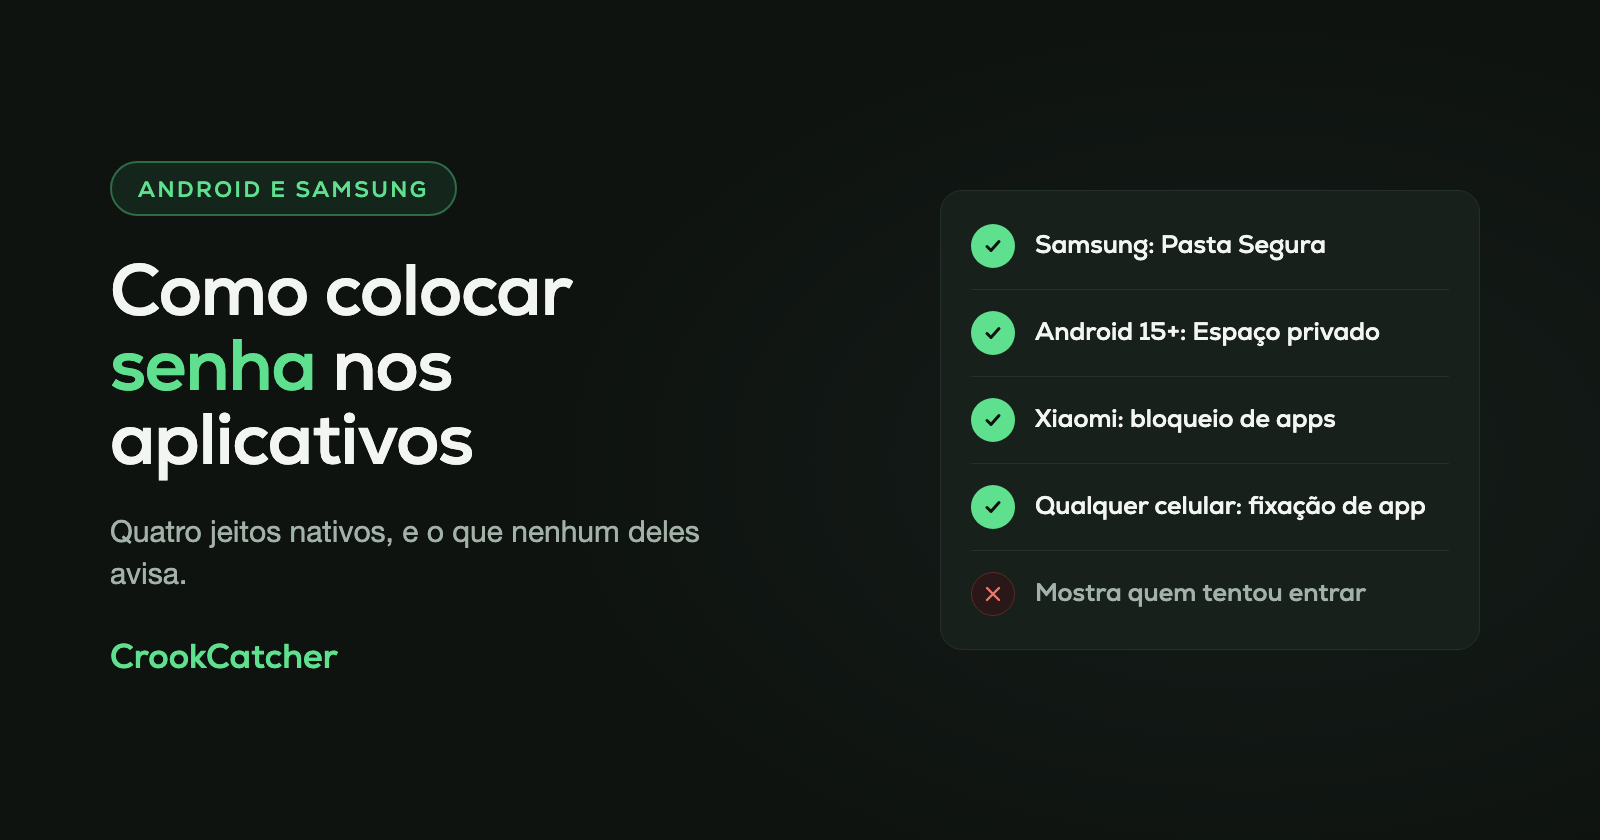 ANDROID E SAMSUNG
Como colocar
senha nos
aplicativos
Quatro jeitos nativos, e o que nenhum deles
avisa.
CrookCatcher
Samsung: Pasta Segura
Android 15+: Espaço privado
Xiaomi: bloqueio de apps
Qualquer celular: fixação de app
Mostra quem tentou entrar